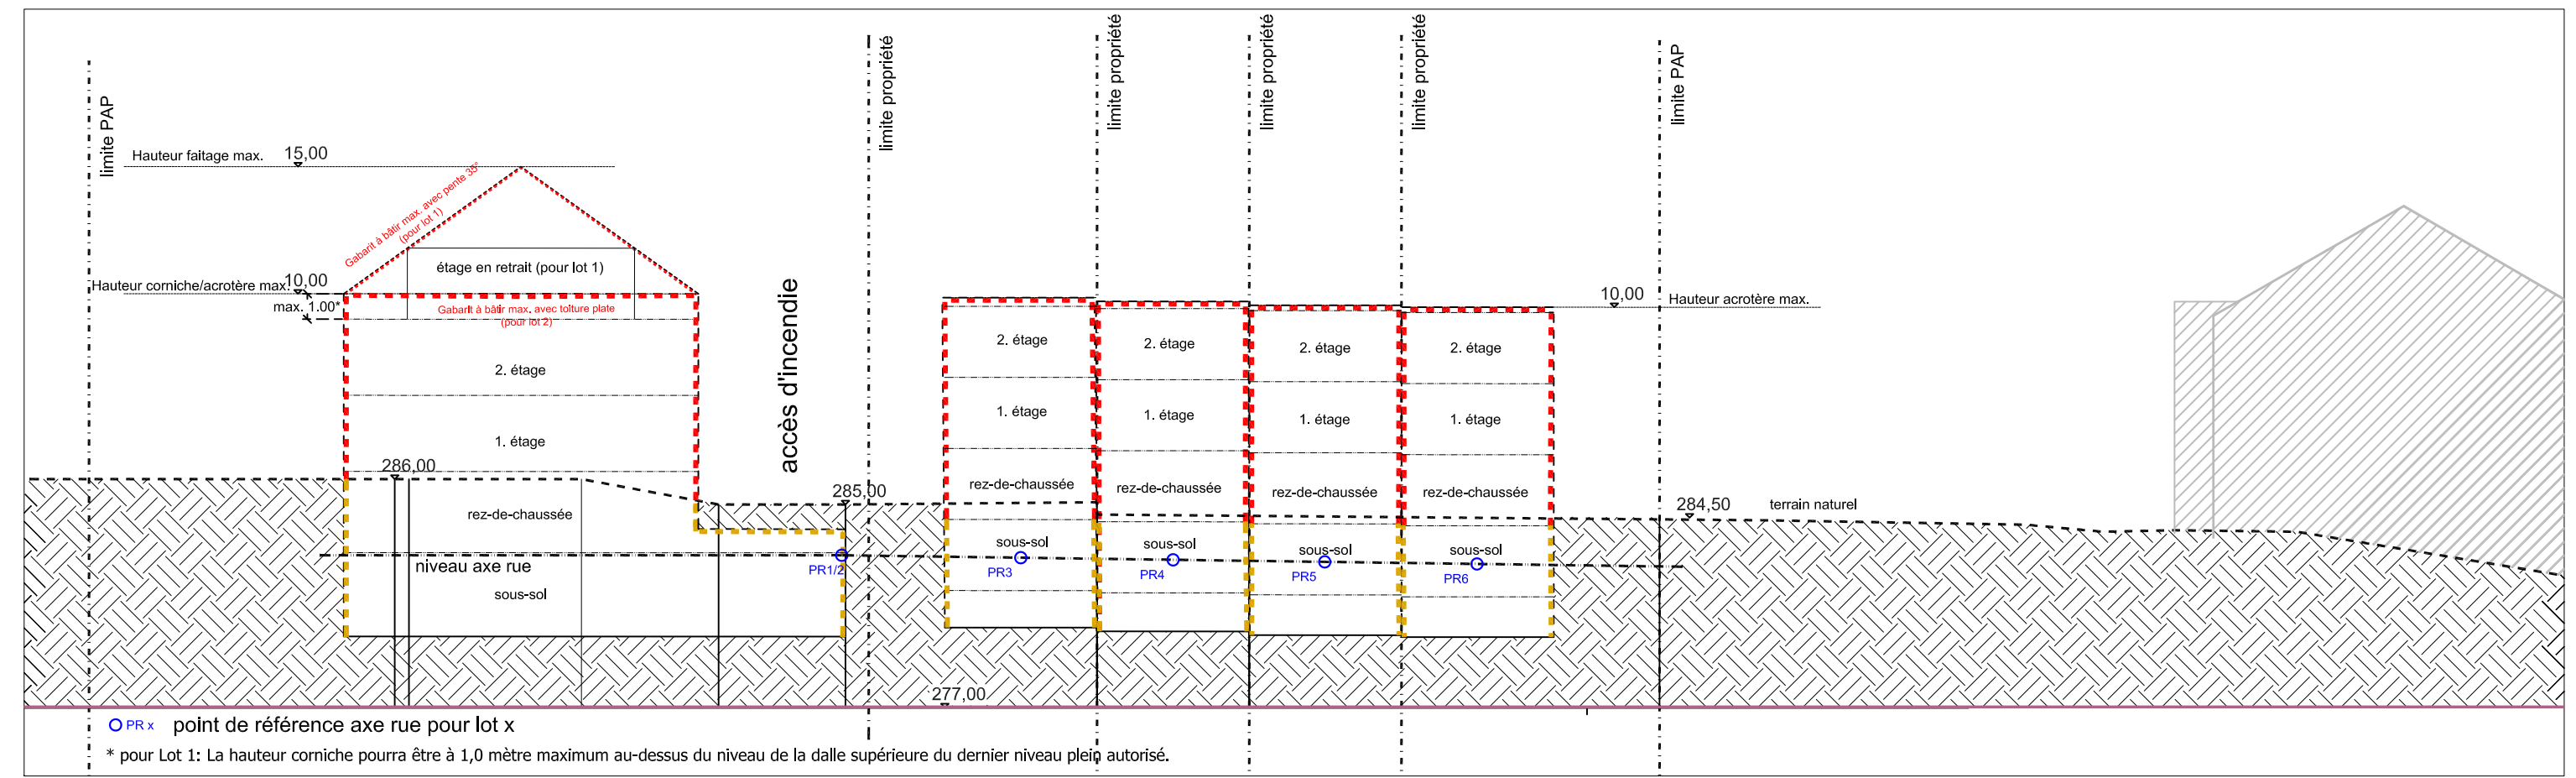 limite PAP
limite propriété
limite propriété
limite propriété
limite propriété
limite PAP
Hauteur faitage max.
15,00
Gabarit à bâtir max. avec pente 35°
(pour lot 1)
étage en retrait (pour lot 1)
Hauteur corniche/acrotère max.
10,00
max. 1.00*
Gabarit à bâtir max. avec toiture plate
(pour lot 2)
2. étage
1. étage
286,00
rez-de-chaussée
niveau axe rue
sous-sol
accès d'incendie
285,00
PR1/2
2. étage
1. étage
rez-de-chaussée
sous-sol
PR3
2. étage
1. étage
rez-de-chaussée
sous-sol
PR4
2. étage
1. étage
rez-de-chaussée
sous-sol
PR5
2. étage
1. étage
rez-de-chaussée
sous-sol
PR6
10,00
Hauteur acrotère max.
284,50
terrain naturel
277,00
PR x point de référence axe rue pour lot x
* pour Lot 1: La hauteur corniche pourra être à 1,0 mètre maximum au-dessus du niveau de la dalle supérieure du dernier niveau plein autorisé.